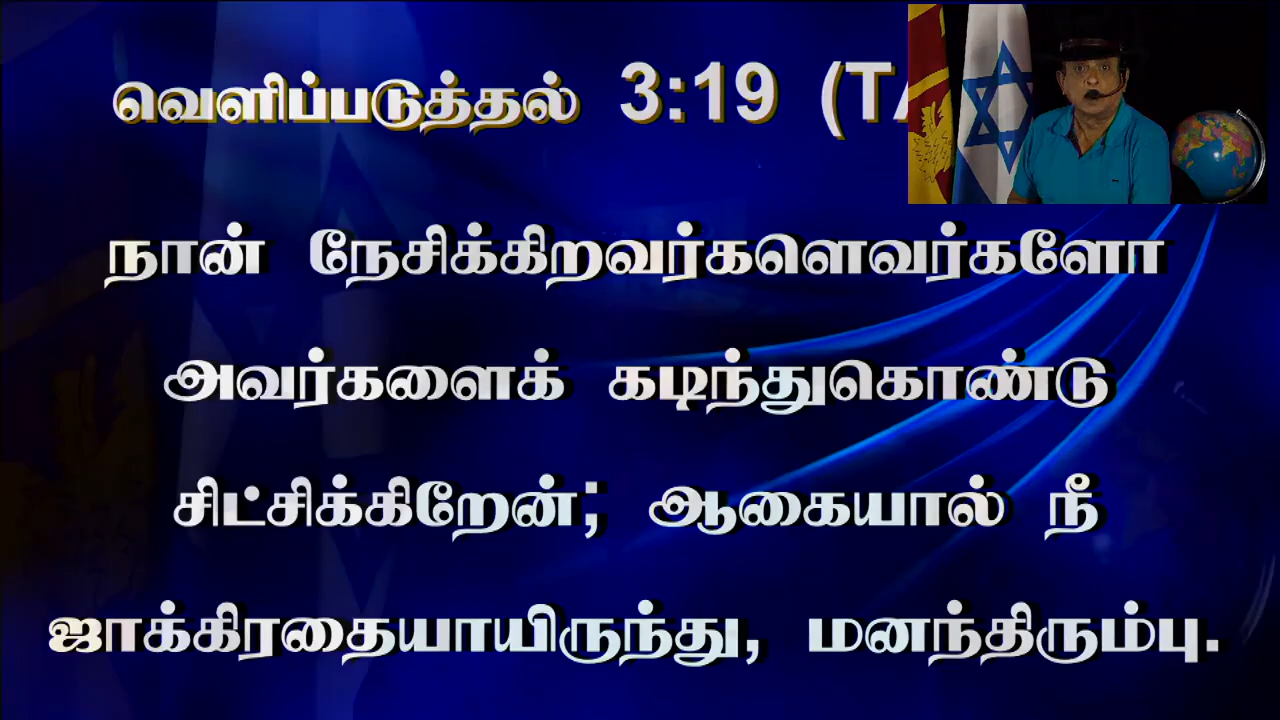 வெளிப்படுத்தல் 3:19 (TA
நான் நேசிக்கிறவர்களெவர்களோ
அவர்களைக் கடிந்துகொண்டு
சிட்சிக்கிறேன்; ஆகையால் நீ
ஜாக்கிரதையாயிருந்து, மனந்திரும்பு.